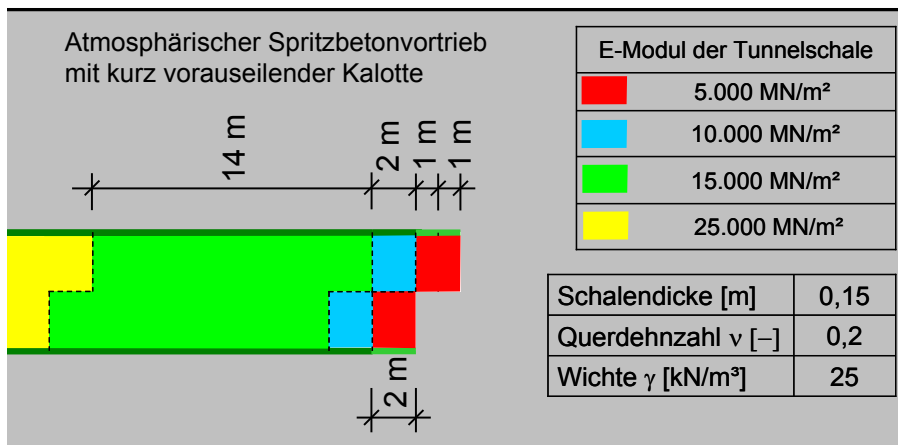 Atmosphärischer Spritzbetonvortrieb
mit kurz vorauseilender Kalotte
14 m
2 m
1 m
1 m
2 m
E-Modul der Tunnelschale
5.000 MN/m²
10.000 MN/m²
15.000 MN/m²
25.000 MN/m²
Schalendicke [m] 0,15
Querdehnzahl ν [−] 0,2
Wichte γ [kN/m³] 25